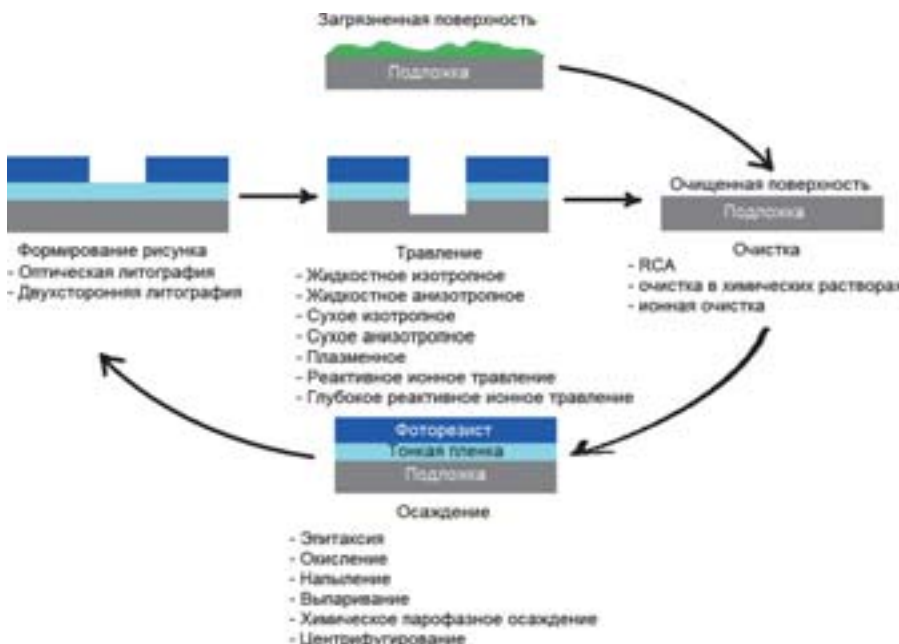 Загрязненная поверхность
Подложка
Очищенная поверхность
Подложка
Формирование рисунка
- Оптическая литография
- Двухсторонняя литография
Травление
- Жидкостное изотропное
- Жидкостное анизотропное
- Сухое изотропное
- Сухое анизотропное
- Плазменное
- Реактивное ионное травление
- Глубокое реактивное ионное травление
Очистка
- RCA
- очистка в химических растворах
- ионная очистка
Фоторезист
Тонкая пленка
Подложка
Осаждение
- Эпитаксия
- Окисление
- Напыление
- Выпаривание
- Химическое парофазное осаждение
- Центрифугирование